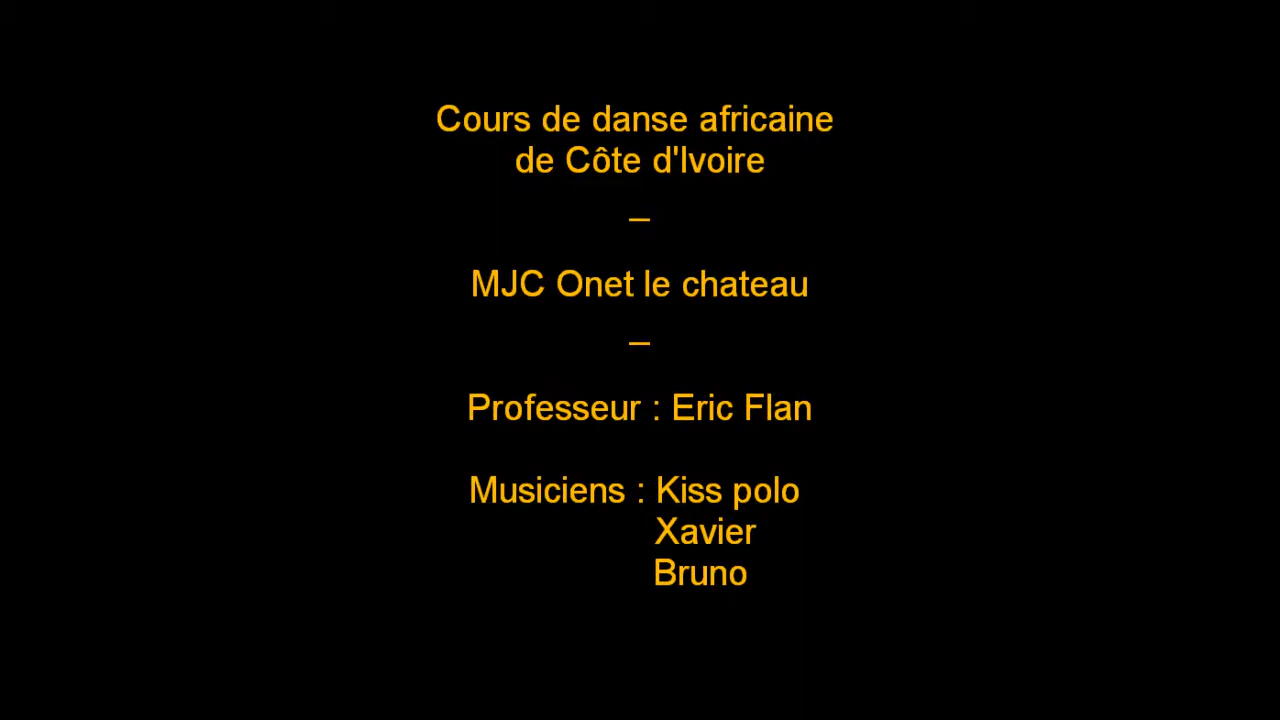 Cours de danse africaine
de Côte d'Ivoire
–
MJC Onet le chateau
–
Professeur : Eric Flan
Musiciens : Kiss polo
Xavier
Bruno